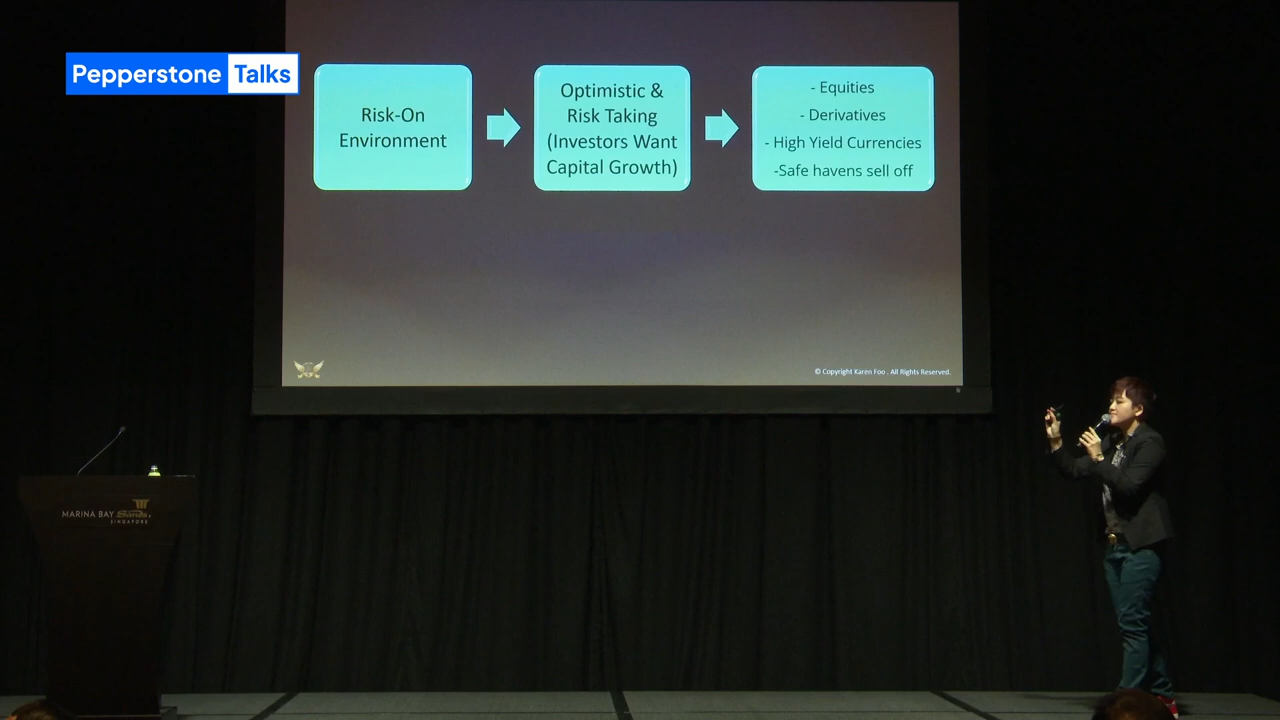 Pepperstone Talks
Risk-On
Environment
Optimistic &
Risk Taking
(Investors Want
Capital Growth)
- Equities
- Derivatives
- High Yield Currencies
-Safe havens sell off
© Copyright Karen Foo . All Rights Reserved.
MARINA BAY Sands
SINGAPORE